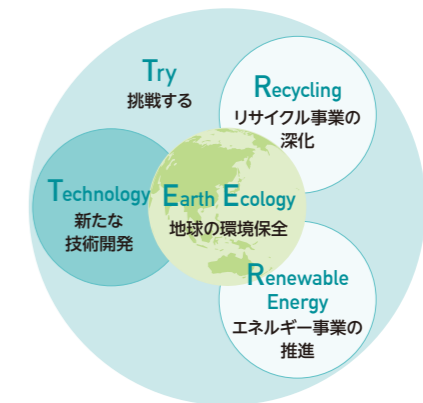 Try
挑戦する
Recycling
リサイクル事業の
深化
Technology
新たな
技術開発
Earth Ecology
地球の環境保全
Renewable
Energy
エネルギー事業の
推進